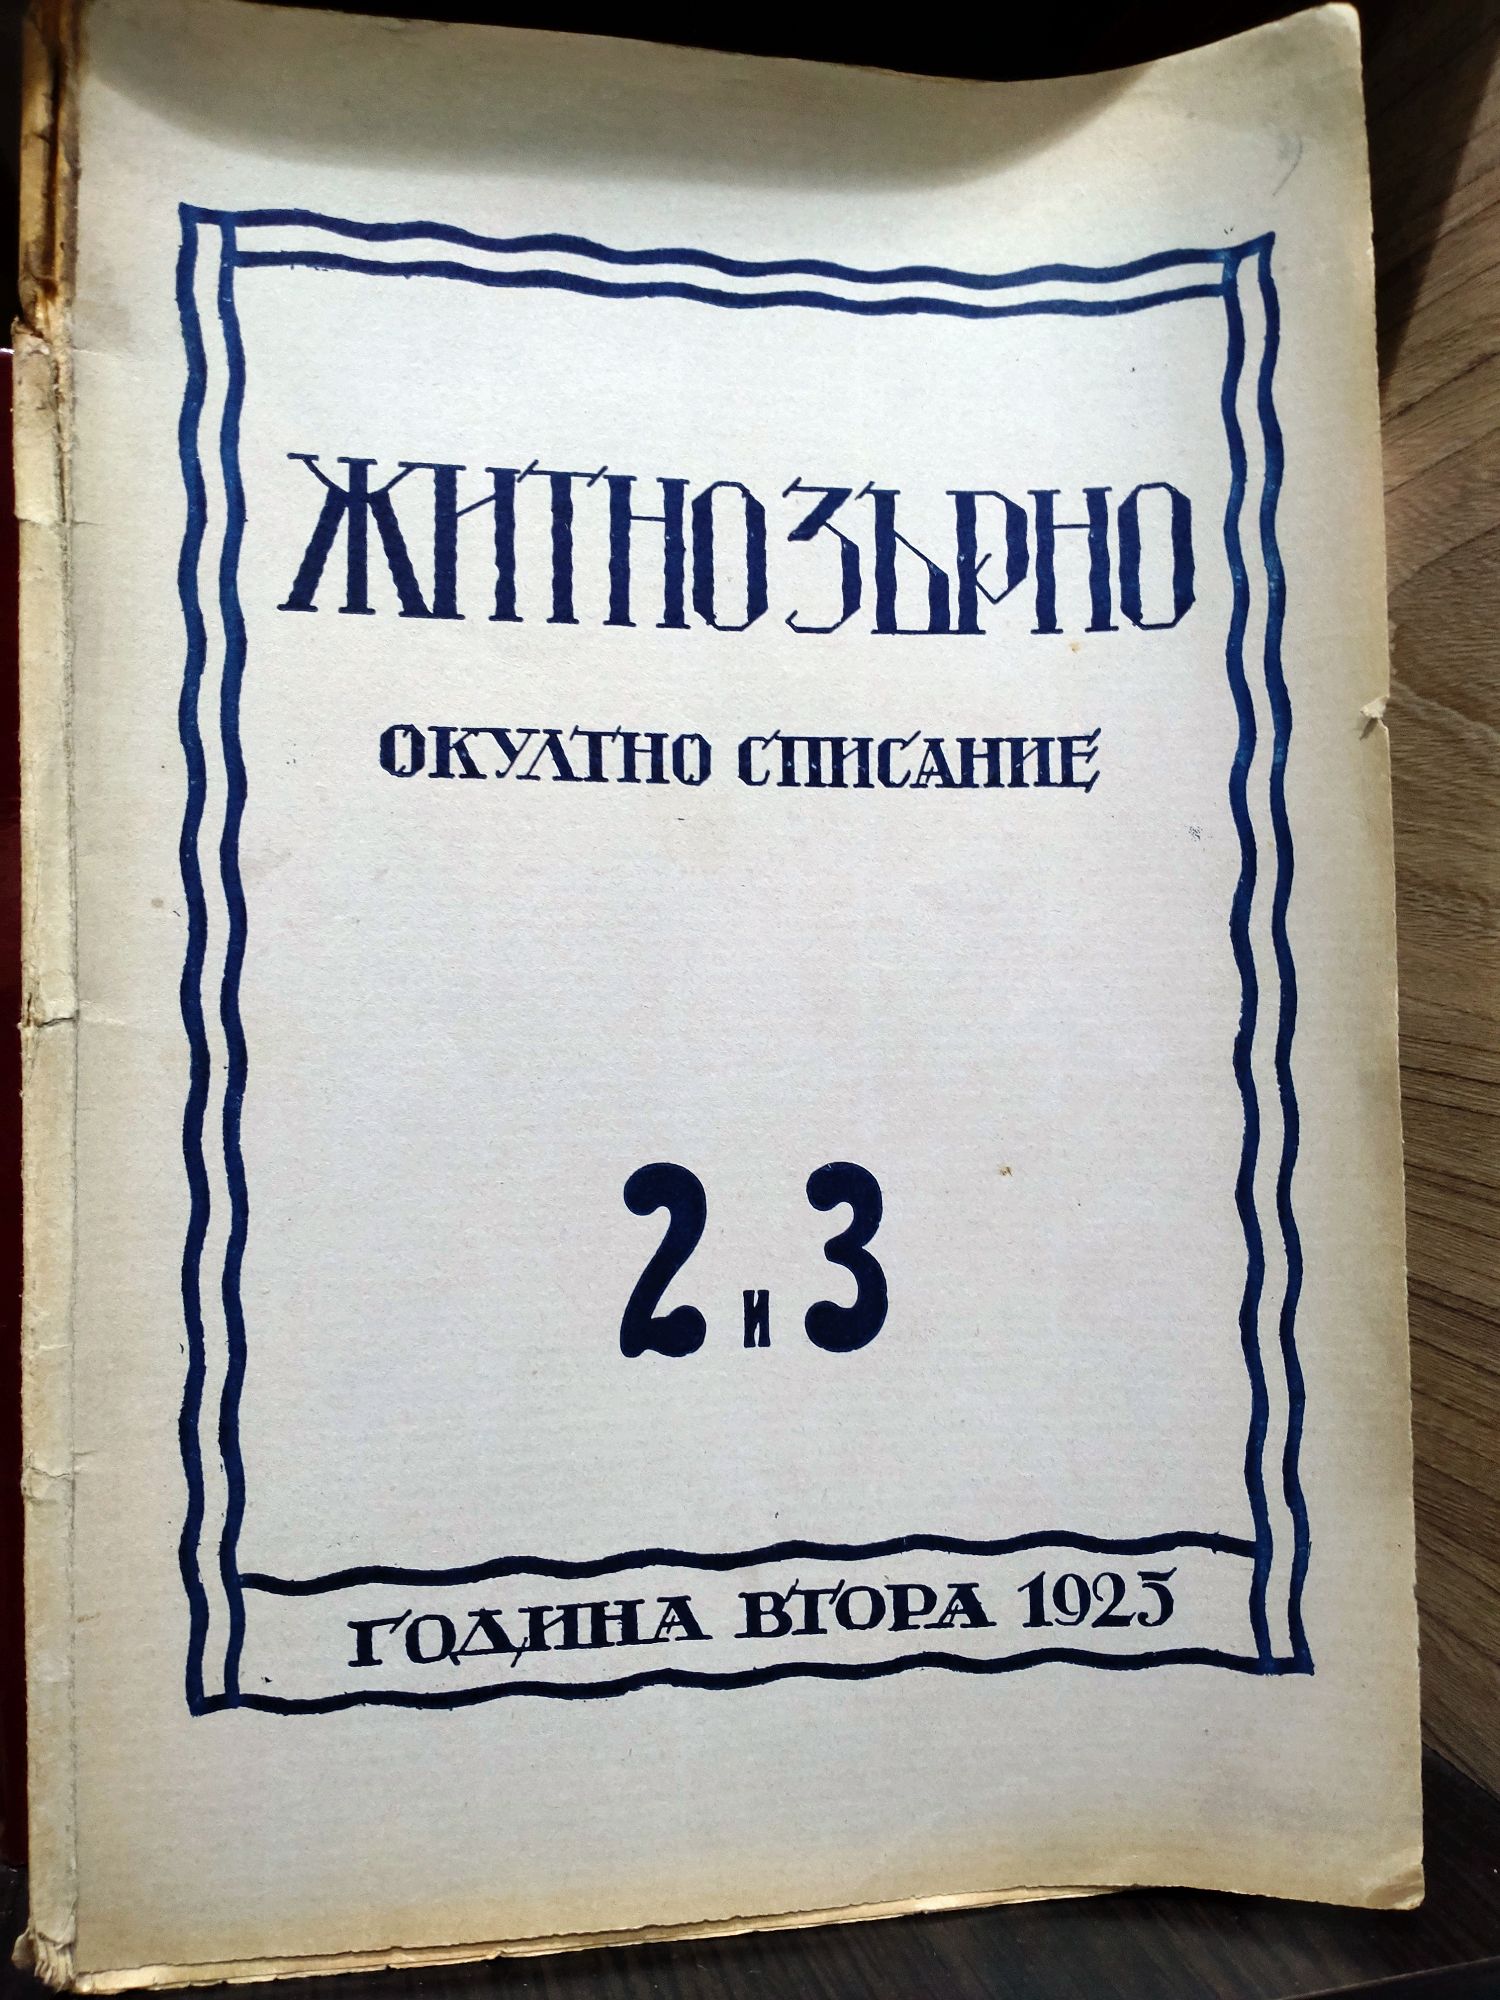 ЖИТНО ЗЪРНО
ОКУЛТНО СПИСАНИЕ
2 и 3
ГОДИНА ВТОРА 1925